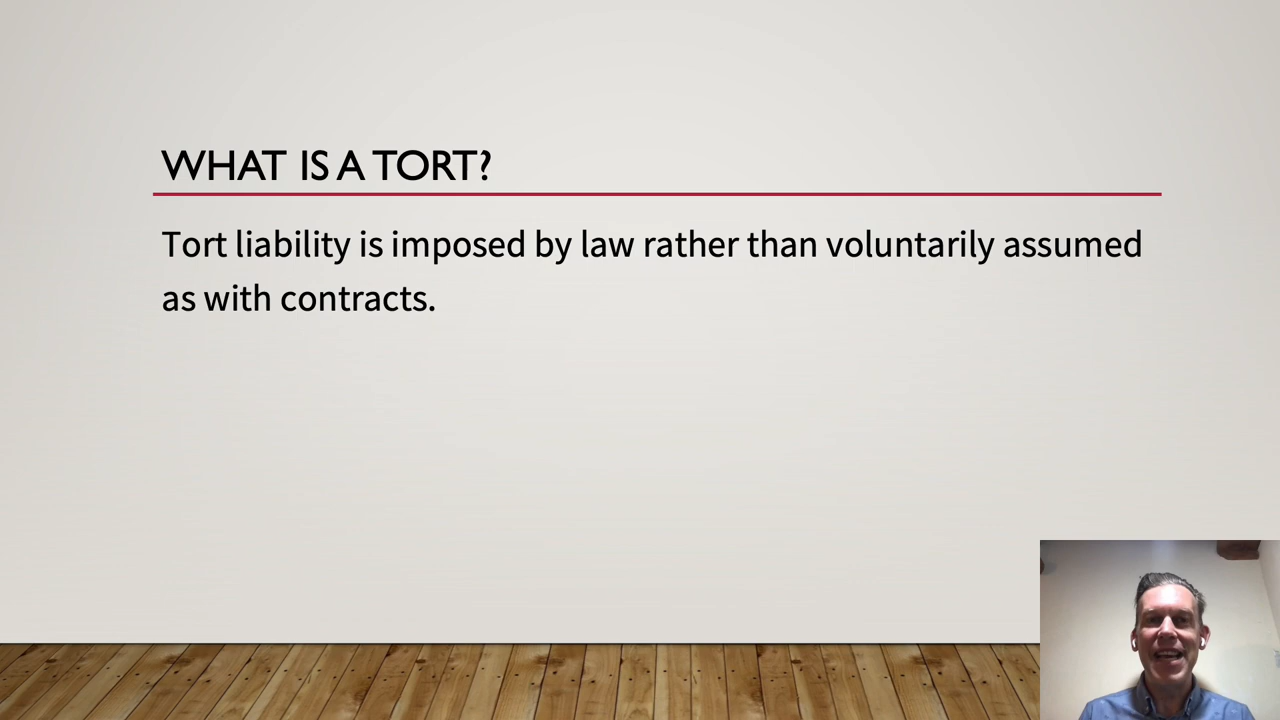 WHAT IS A TORT?
Tort liability is imposed by law rather than voluntarily assumed
as with contracts.